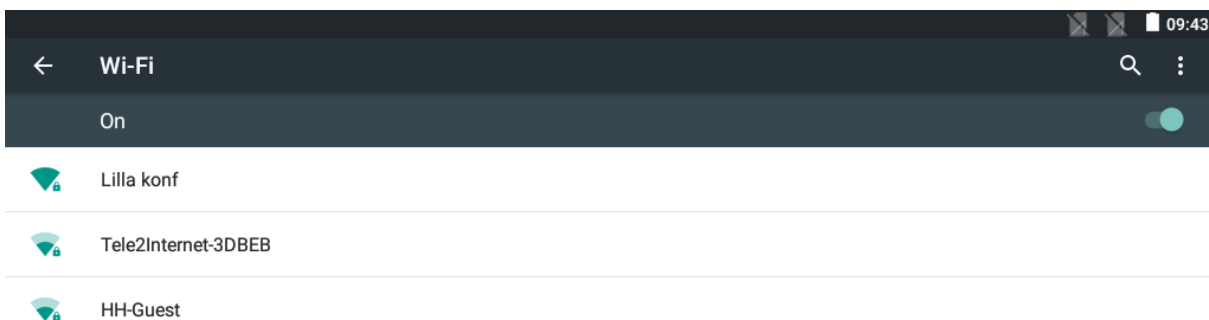 09:43
Wi-Fi
On
Lilla konf
Tele2Internet-3DBEB
HH-Guest